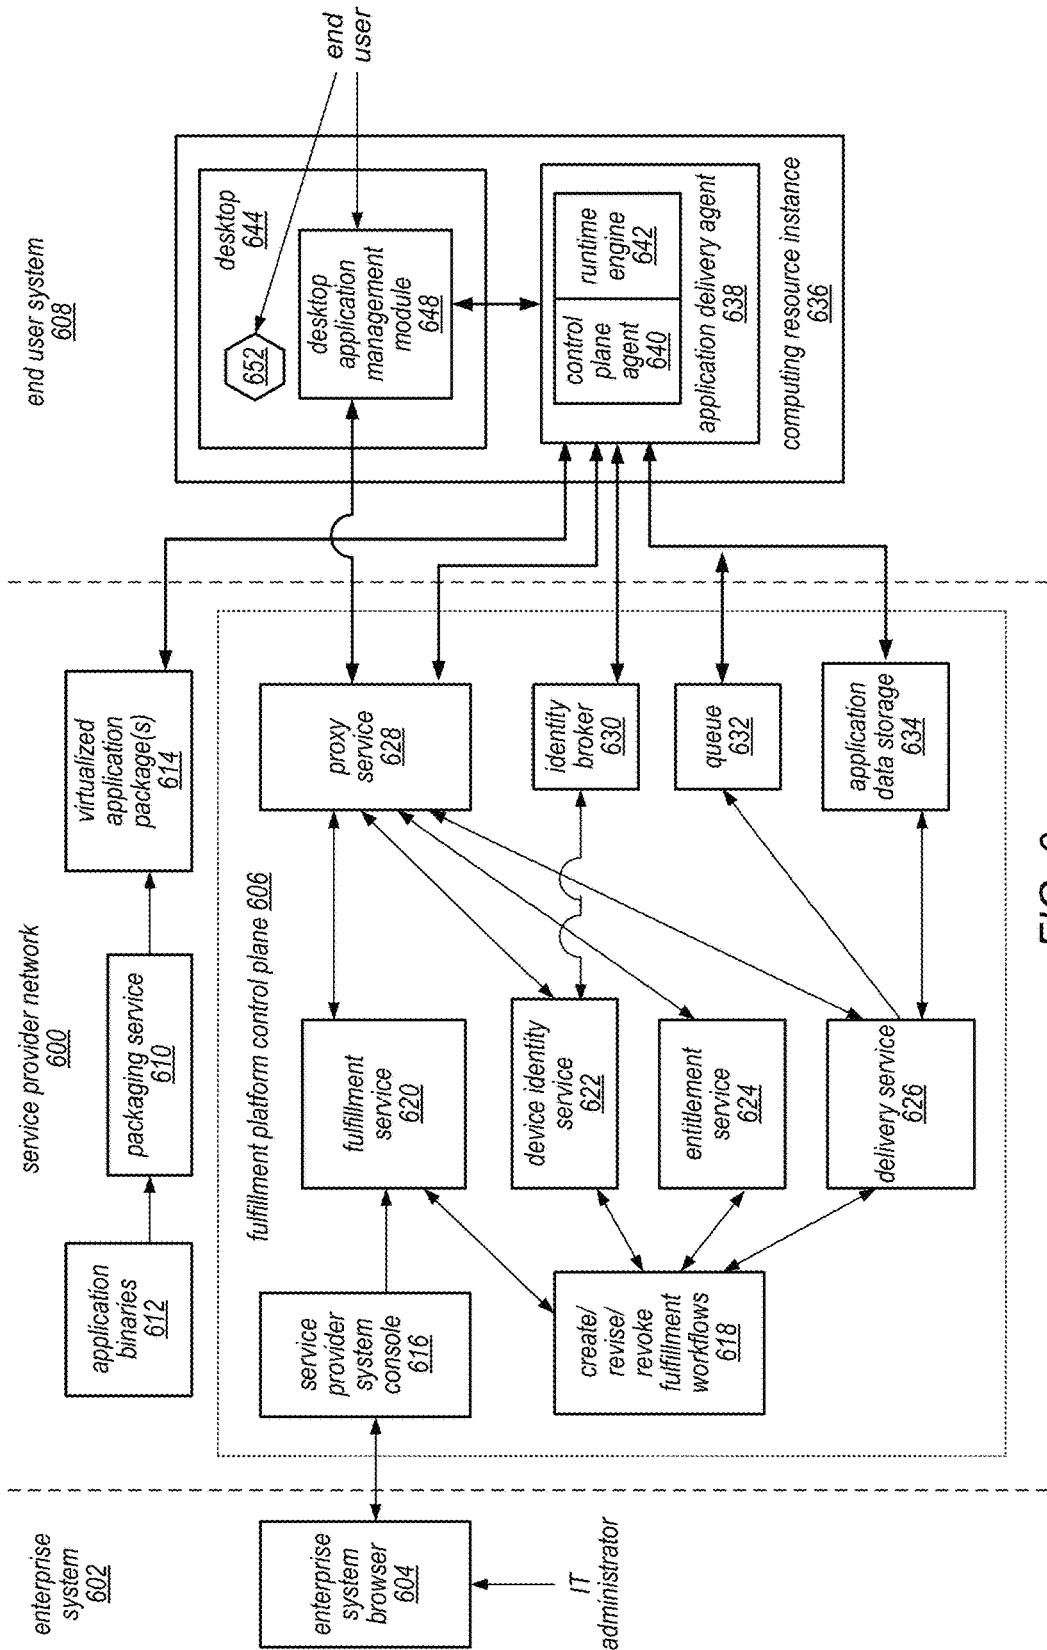 enterprise
system
602
service provider network
600
end user system
608
application
binaries
612
packaging service
610
virtualized
application
package(s)
614
fulfillment platform control plane 606
enterprise
system
browser
604
IT
administrator
service
provider
system
console
616
create/
revise/
revoke
fulfillment
workflows
618
fulfillment
service
620
device identity
service
622
entitlement
service
624
delivery service
626
proxy
service
628
identity
broker
630
queue
632
application
data storage
634
desktop
644
652
desktop
application
management
module
648
end
user
control
plane
agent
640
runtime
engine
642
application delivery agent
638
computing resource instance
636
FIG.